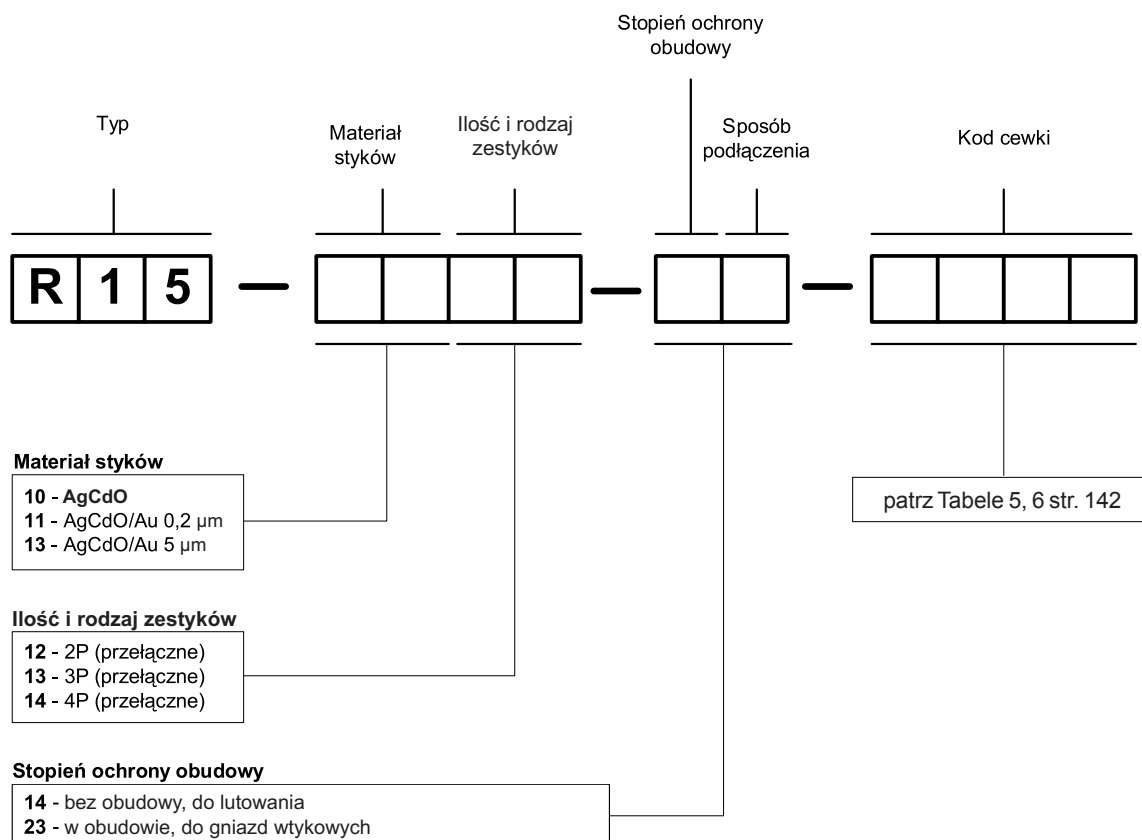 Stopień ochrony
obudowy
Typ
Materiał
styków
Ilość i rodzaj
zestyków
Sposób
podłączenia
Kod cewki
R 1 5 — — —
Materiał styków
10 - AgCdO
11 - AgCdO/Au 0,2 µm
13 - AgCdO/Au 5 µm
patrz Tabele 5, 6 str. 142
Ilość i rodzaj zestyków
12 - 2P (przełączne)
13 - 3P (przełączne)
14 - 4P (przełączne)
Stopień ochrony obudowy
14 - bez obudowy, do lutowania
23 - w obudowie, do gniazd wtykowych